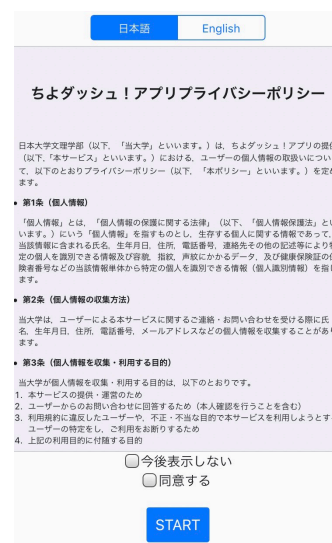 日本語 English
ちよダッシュ！アプリプライバシーポリシー
日本大学文理学部（以下、「当大学」といいます。）は、ちよダッシュ！アプリの提
（以下,「本サービス」といいます。）における、ユーザーの個人情報の取扱いについ
て、以下のとおりプライバシーポリシー（以下、「本ポリシー」といいます。）を定め
ます。
• 第1条（個人情報）
「個人情報」とは、「個人情報の保護に関する法律」（以下、「個人情報保護法」とい
います。）にいう「個人情報」を指すものとし、生存する個人に関する情報であって、
当該情報に含まれる氏名、生年月日、住所、電話番号、連絡先その他の記述等により特
定の個人を識別できる情報及び容貌、指紋、声紋にかかるデータ、及び健康保険証の
険者番号などの当該情報単体から特定の個人を識別できる情報（個人識別情報）を指し
ます。
• 第2条（個人情報の収集方法）
当大学は、ユーザーによる本サービスに関するご連絡・お問い合わせを受ける際に氏
名、生年月日、住所、電話番号、メールアドレスなどの個人情報を収集することがあり
ます。
• 第3条（個人情報を収集・利用する目的）
当大学が個人情報を収集・利用する目的は、以下のとおりです。
1. 本サービスの提供・運営のため
2. ユーザーからのお問い合わせに回答するため（本人確認を行うことを含む）
3. 利用規約に違反したユーザーや、不正・不当な目的で本サービスを利用しようとす
ユーザーの特定をし、ご利用をお断りするため
4. 上記の利用目的に付随する目的
今後表示しない
同意する
START